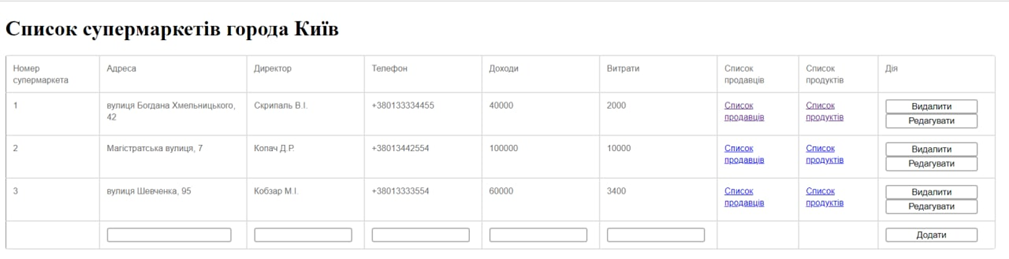 Список супермаркетів города Київ
Номер супермаркета
Адреса
Директор
Телефон
Доходи
Витрати
Список продавців
Список продуктів
Дія
1
вулиця Богдана Хмельницького, 42
Скрипаль В.І.
+380133334455
40000
2000
Список продавців
Список продуктів
Видалити
Редагувати
2
Магістратська вулиця, 7
Копач Д.Р.
+38013442554
100000
10000
Список продавців
Список продуктів
Видалити
Редагувати
3
вулиця Шевченка, 95
Кобзар М.І.
+38013333554
60000
3400
Список продавців
Список продуктів
Видалити
Редагувати
Додати